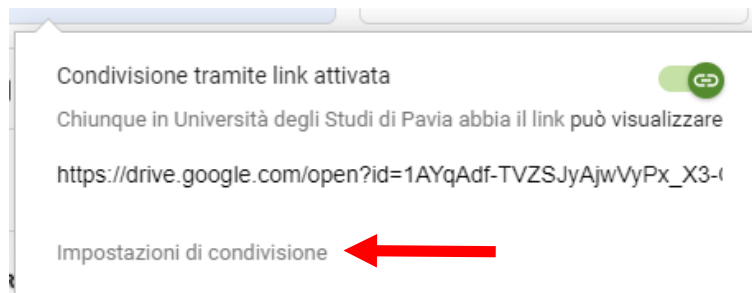 Condivisione tramite link attivata
Chiunque in Università degli Studi di Pavia abbia il link può visualizzare
https://drive.google.com/open?id=1AYqAdf-TVZSJyAjwVyPx_X3-
Impostazioni di condivisione